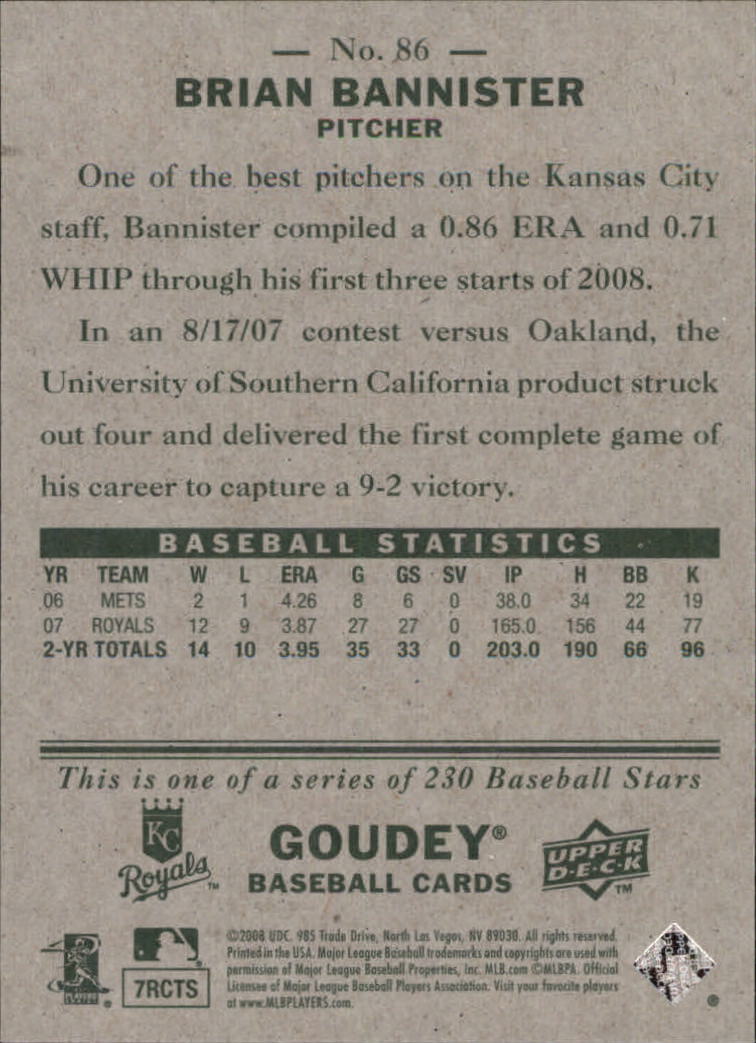 — No. 86 —
BRIAN BANNISTER
PITCHER
One of the best pitchers on the Kansas City
staff, Bannister compiled a 0.86 ERA and 0.71
WHIP through his first three starts of 2008.
In an 8/17/07 contest versus Oakland, the
University of Southern California product struck
out four and delivered the first complete game of
his career to capture a 9-2 victory.
BASEBALL STATISTICS
YR TEAM W L ERA G GS SV IP H BB K
06 METS 2 1 4.26 8 6 0 38.0 34 22 19
07 ROYALS 12 9 3.87 27 27 0 165.0 156 44 77
2-YR TOTALS 14 10 3.95 35 33 0 203.0 190 66 96
This is one of a series of 230 Baseball Stars
KC
Royals™
GOUDEY®
BASEBALL CARDS
UPPER
D·E·C·K
™
7RCTS
©2008 UDC. 985 Trade Drive, North Las Vegas, NV 89030. All rights reserved.
Printed in the USA. Major League Baseball trademarks and copyrights are used with
permission of Major League Baseball Properties, Inc. MLB.com ©MLBPA. Official
Licensee of Major League Baseball Players Association. Visit your favorite players
at www.MLBPLAYERS.com.